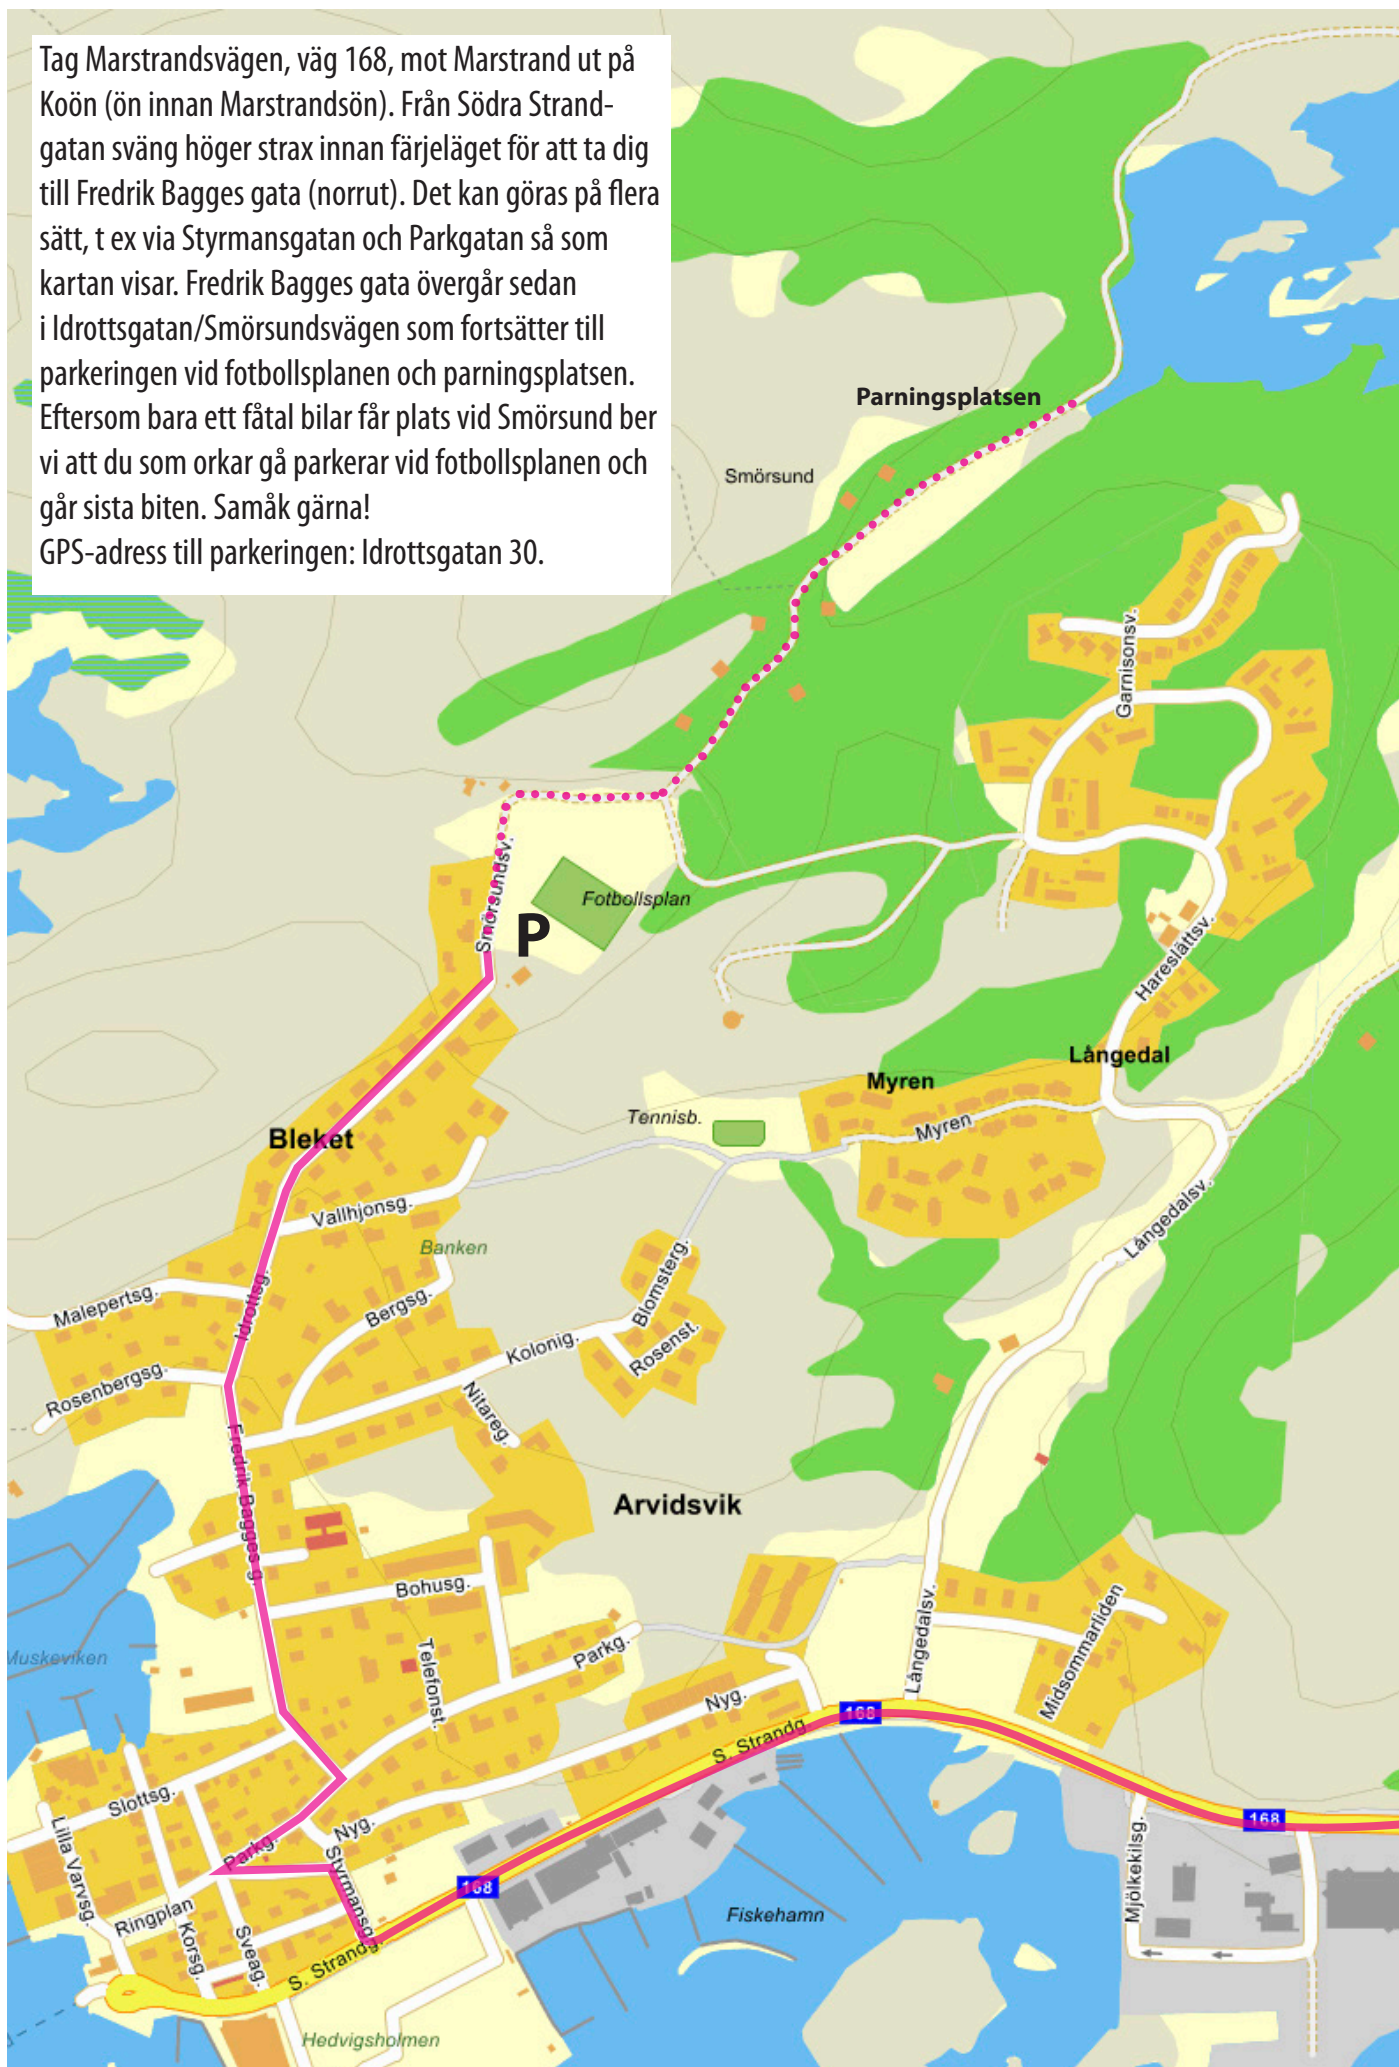 Tag Marstrandsvägen, väg 168, mot Marstrand ut på
Koön (ön innan Marstrandsön). Från Södra Strand-
gatan sväng höger strax innan färjeläget för att ta dig
till Fredrik Bagges gata (norrut). Det kan göras på flera
sätt, t ex via Styrmansgatan och Parkgatan så som
kartan visar. Fredrik Bagges gata övergår sedan
i Idrottsgatan/Smörsundsvägen som fortsätter till
parkeringen vid fotbollsplanen och parningsplatsen.
Eftersom bara ett fåtal bilar får plats vid Smörsund ber
vi att du som orkar gå parkerar vid fotbollsplanen och
går sista biten. Samåk gärna!
GPS-adress till parkeringen: Idrottsgatan 30.
Parningsplatsen
Smörsund
Garnisonsv.
Smörsundsv.
Fotbollsplan
P
Hareslättsv.
Långedal
Myren
Tennisb.
Myren
Bleket
Vallhjonsg.
Långedalsv.
Banken
Blomsterg.
Malepertsg.
Idrottsg.
Bergsg.
Kolonig.
Rosenst.
Rosenbergsg.
Nitareg.
Fredrik Bagges g.
Arvidsvik
Bohusg.
Långedalsv.
Midsommarliden
Muskeviken
Telefonst.
Parkg.
Nyg.
168
S. Strandg.
Slottsg.
168
Lilla Varvsg.
Nyg.
Parkg.
Styrmansg.
Mjölkekilsg.
168
Ringplan
Korsg.
Sveag.
Fiskehamn
S. Strandg.
Hedvigsholmen